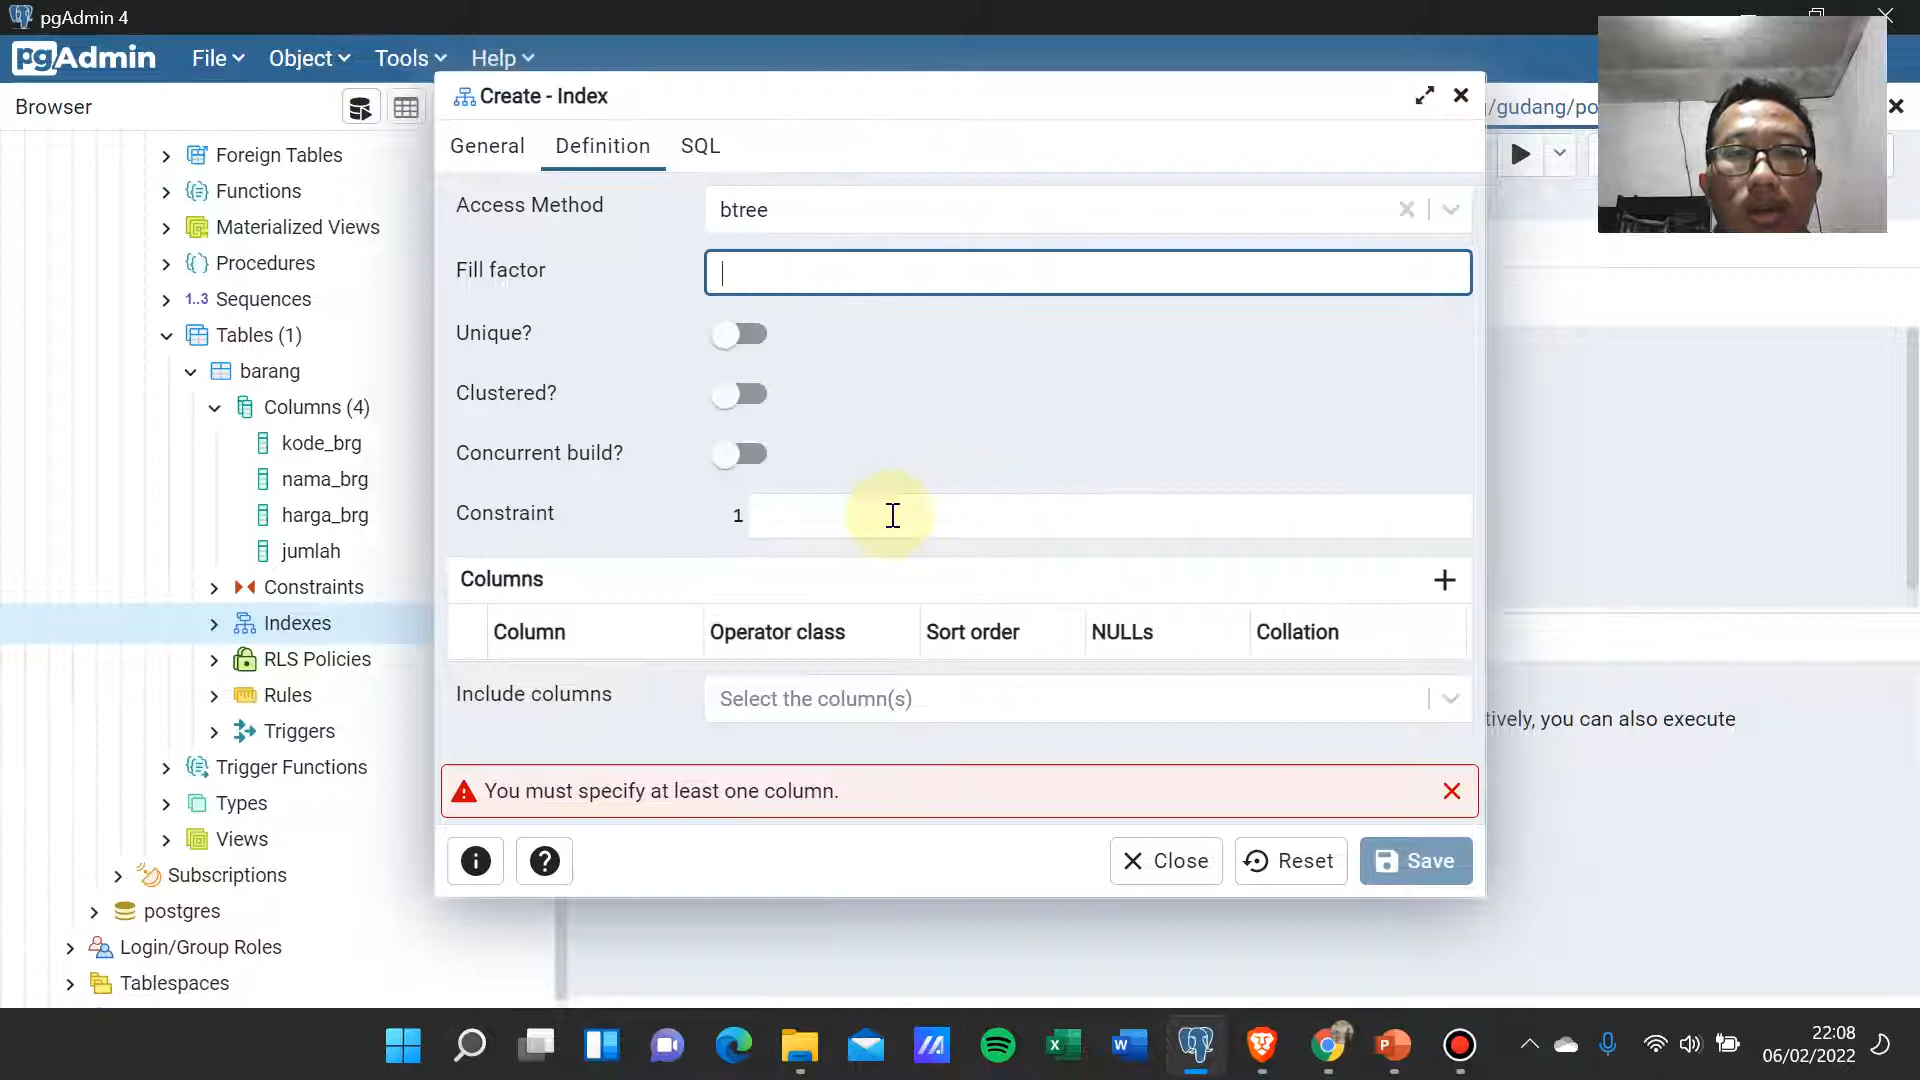 pgAdmin 4
pgAdmin
File
Object
Tools
Help
Browser
Foreign Tables
Functions
Materialized Views
Procedures
1..3 Sequences
Tables (1)
barang
Columns (4)
kode_brg
nama_brg
harga_brg
jumlah
Constraints
Indexes
RLS Policies
Rules
Triggers
Trigger Functions
Types
Views
Subscriptions
postgres
Login/Group Roles
Tablespaces
Create - Index
General
Definition
SQL
Access Method
btree
Fill factor
Unique?
Clustered?
Concurrent build?
Constraint
1
Columns
Column
Operator class
Sort order
NULLs
Collation
Include columns
Select the column(s)
You must specify at least one column.
Close
Reset
Save
/gudang/po
tively, you can also execute
22:08
06/02/2022